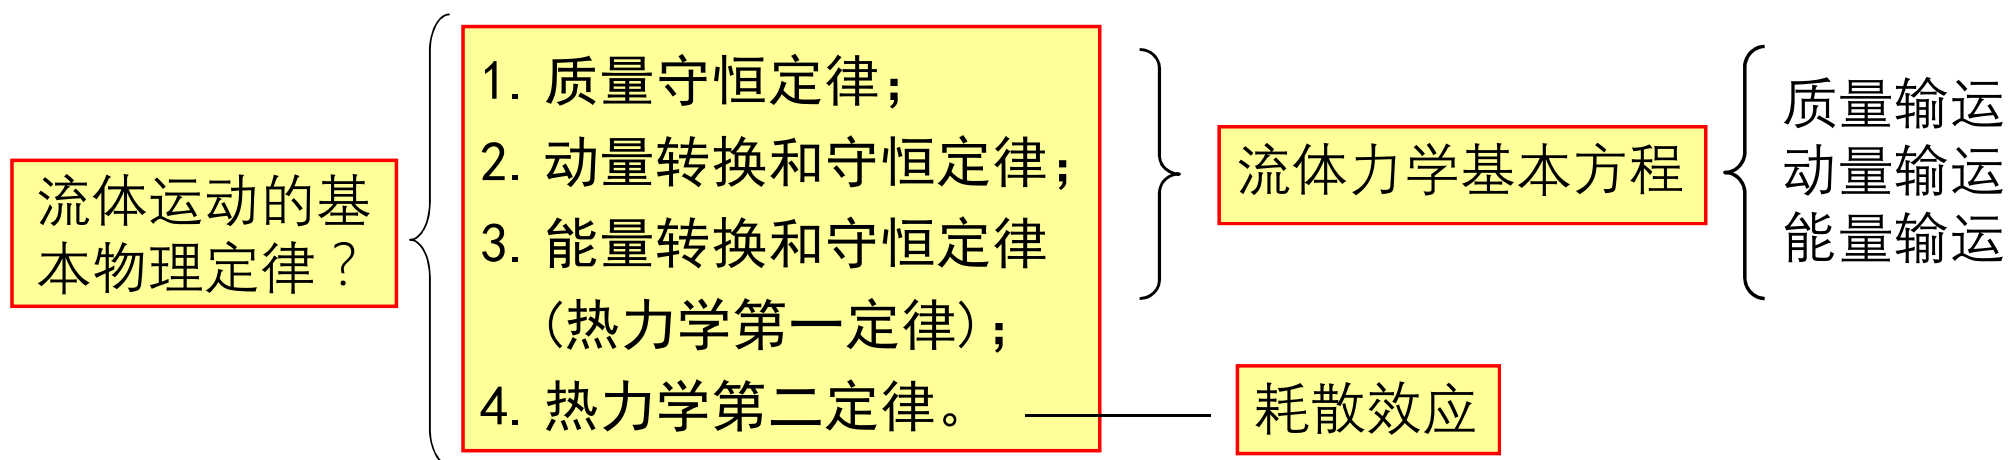 流体运动的基
本物理定律？
1. 质量守恒定律；
2. 动量转换和守恒定律；
3. 能量转换和守恒定律
(热力学第一定律)；
4. 热力学第二定律。
流体力学基本方程
质量输运
动量输运
能量输运
耗散效应